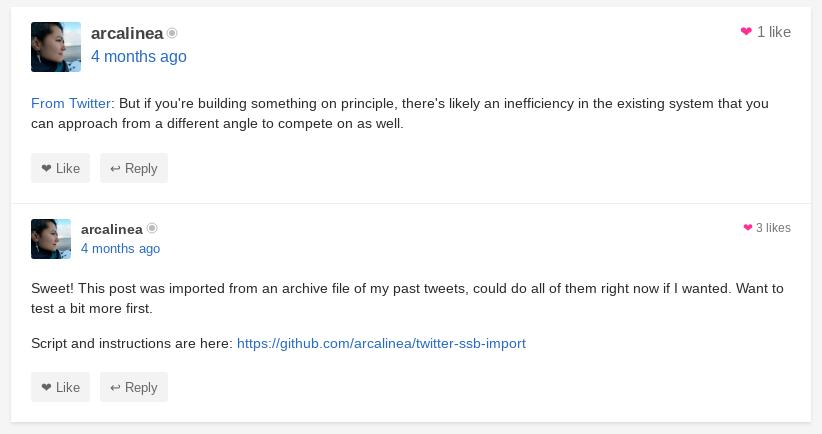 arcalinea
❤ 1 like
4 months ago
From Twitter: But if you're building something on principle, there's likely an inefficiency in the existing system that you
can approach from a different angle to compete on as well.
❤ Like
↩ Reply
arcalinea
❤ 3 likes
4 months ago
Sweet! This post was imported from an archive file of my past tweets, could do all of them right now if I wanted. Want to
test a bit more first.
Script and instructions are here: https://github.com/arcalinea/twitter-ssb-import
❤ Like
↩ Reply